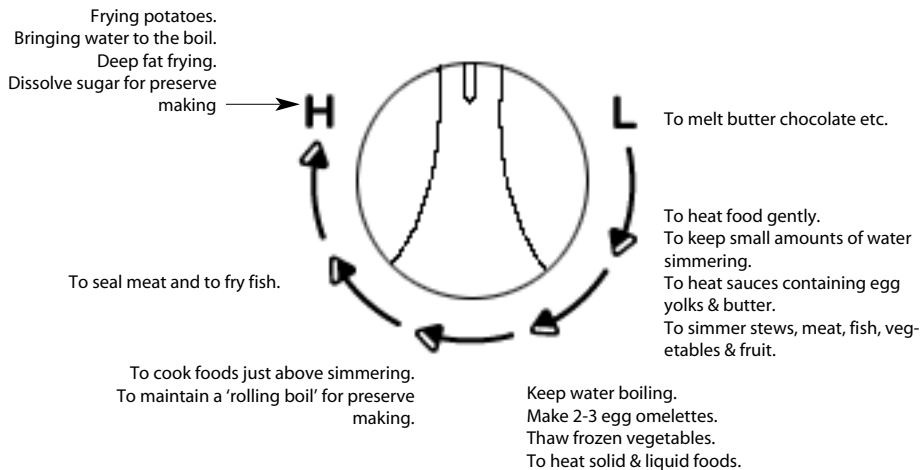 Frying potatoes.
Bringing water to the boil.
Deep fat frying.
Dissolve sugar for preserve
making
H
L
To melt butter chocolate etc.
To heat food gently.
To keep small amounts of water
simmering.
To heat sauces containing egg
yolks & butter.
To simmer stews, meat, fish, veg-
etables & fruit.
To seal meat and to fry fish.
To cook foods just above simmering.
To maintain a ‘rolling boil’ for preserve
making.
Keep water boiling.
Make 2-3 egg omelettes.
Thaw frozen vegetables.
To heat solid & liquid foods.